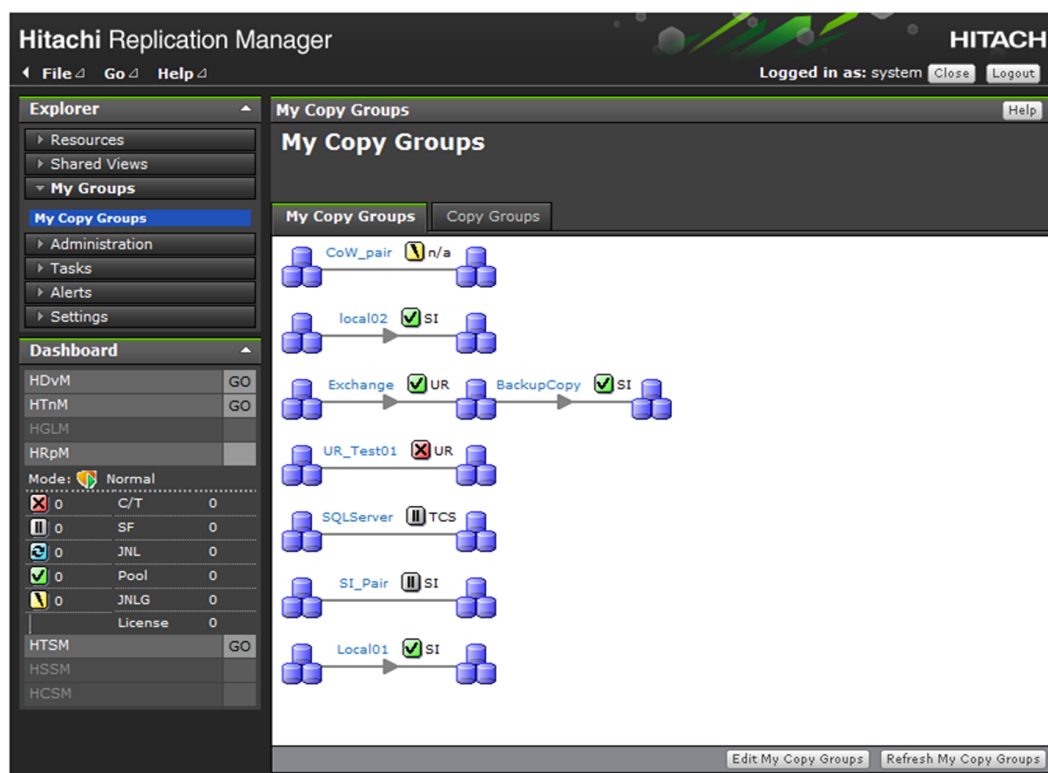 Hitachi Replication Manager
HITACH
File Go Help
Logged in as: system Close Logout
Explorer
Resources
Shared Views
My Groups
My Copy Groups
Administration
Tasks
Alerts
Settings
Dashboard
HDvM GO
HTnM GO
HGLM
HRpM
Mode: Normal
0 C/T 0
0 SF 0
0 JNL 0
0 Pool 0
0 JNLG 0
License 0
HTSM GO
HSSM
HCSM
My Copy Groups Help
My Copy Groups
My Copy Groups Copy Groups
CoW_pair n/a
local02 SI
Exchange UR BackupCopy SI
UR_Test01 UR
SQLServer TCS
SI_Pair SI
Local01 SI
Edit My Copy Groups Refresh My Copy Groups